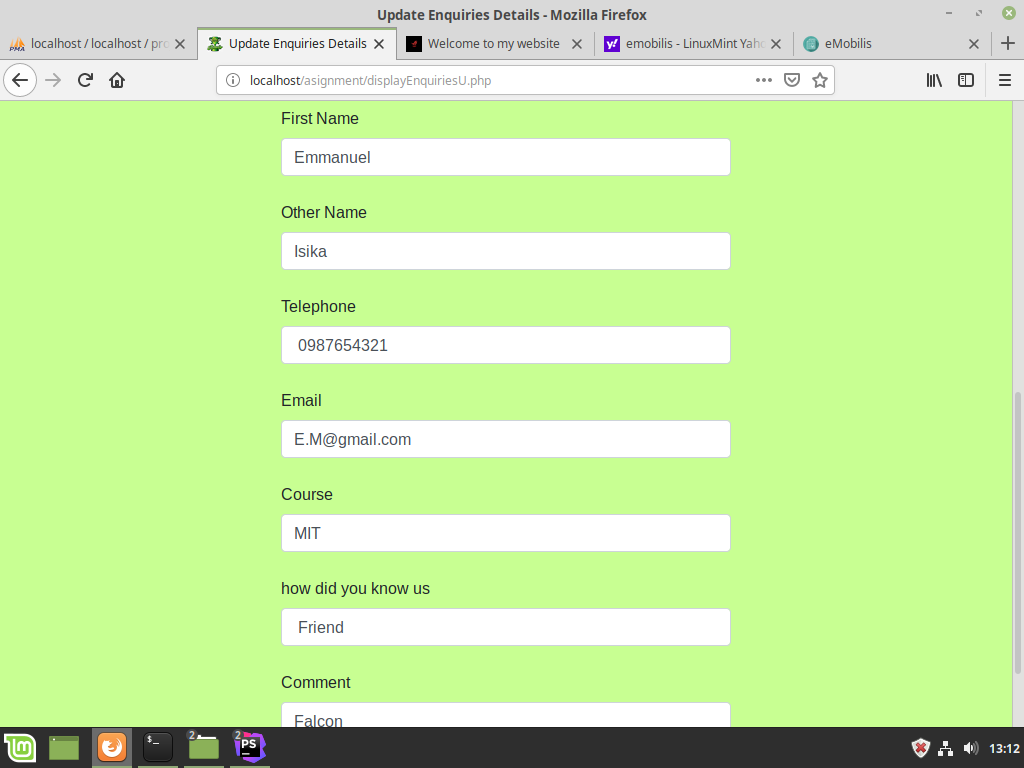 Update Enquiries Details - Mozilla Firefox
localhost / localhost / pro
Update Enquiries Details
Welcome to my website
emobilis - LinuxMint Yaho
eMobilis
localhost/asignment/displayEnquiriesU.php
First Name
Emmanuel
Other Name
Isika
Telephone
0987654321
Email
E.M@gmail.com
Course
MIT
how did you know us
Friend
Comment
Falcon
2
2
PS
13:12